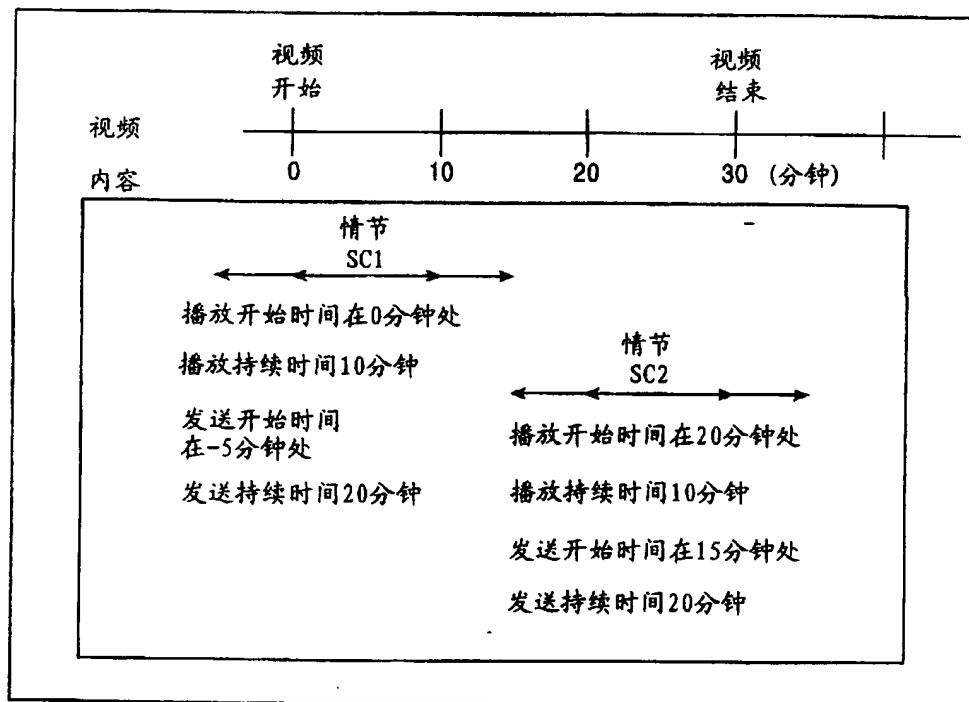 视频
开始
视频
结束
视频
内容
0
10
20
30 (分钟)
情节
SC1
播放开始时间在0分钟处
播放持续时间10分钟
发送开始时间
在-5分钟处
发送持续时间20分钟
情节
SC2
播放开始时间在20分钟处
播放持续时间10分钟
发送开始时间在15分钟处
发送持续时间20分钟